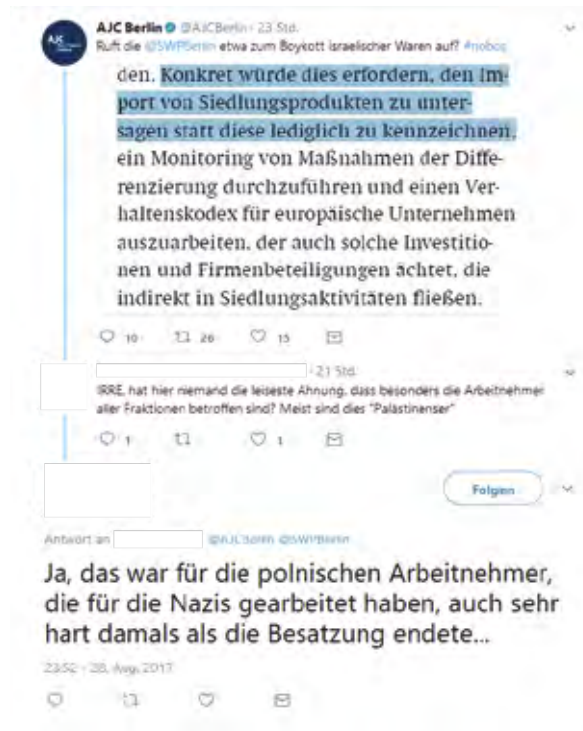 AJC Berlin @AJCBerlin · 23 Std.
Ruft die @SWPBerlin etwa zum Boykott israelischer Waren auf?
den. Konkret würde dies erfordern, den Im-
port von Siedlungsprodukten zu unter-
sagen statt diese lediglich zu kennzeichnen,
ein Monitoring von Maßnahmen der Diffe-
renzierung durchzuführen und einen Ver-
haltenskodex für europäische Unternehmen
auszuarbeiten, der auch solche Investitio-
nen und Firmenbeteiligungen ächtet, die
indirekt in Siedlungsaktivitäten fließen.
10 26 15
· 21 Std.
IRRE, hat hier niemand die leiseste Ahnung, dass besonders die Arbeitnehmer
aller Fraktionen betroffen sind? Meist sind dies "Palästinenser"
1 1
Folgen
Antwort an @AJCBerlin @SWPBerlin
Ja, das war für die polnischen Arbeitnehmer,
die für die Nazis gearbeitet haben, auch sehr
hart damals als die Besatzung endete...
23:52 - 28. Aug. 2017